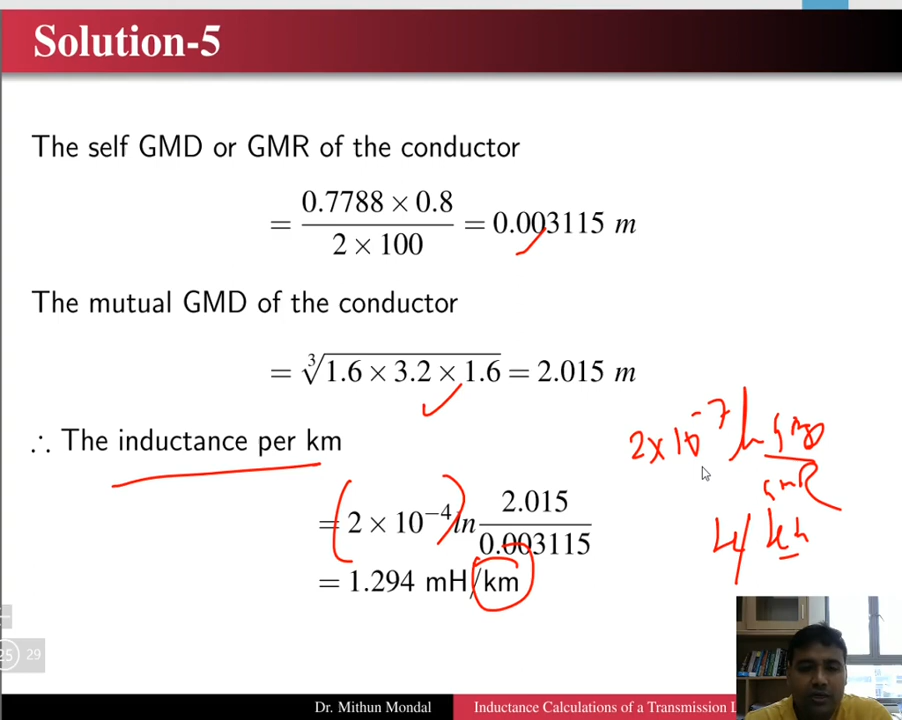 Solution-5
The self GMD or GMR of the conductor
= 0.7788 × 0.8 / 2 × 100 = 0.003115 m
The mutual GMD of the conductor
= ∛1.6 × 3.2 × 1.6 = 2.015 m
∴ The inductance per km
2×10⁻⁷ ln GMD
GMR
= 2 × 10⁻⁴ ln 2.015 / 0.003115
= 1.294 mH/km
25 29
Dr. Mithun Mondal
Inductance Calculations of a Transmission L